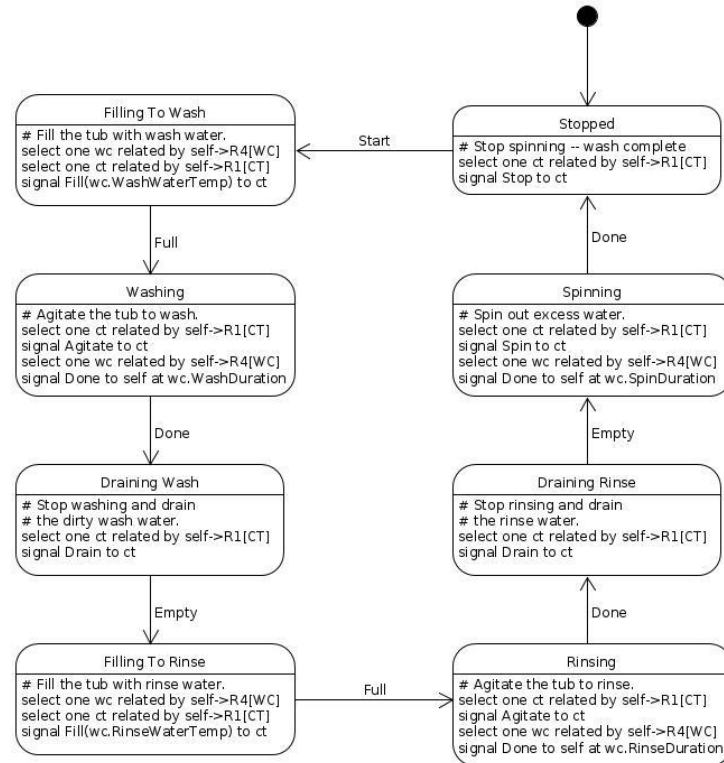 Filling To Wash
# Fill the tub with wash water.
select one wc related by self->R4[WC]
select one ct related by self->R1[CT]
signal Fill(wc.WashWaterTemp) to ct
Start
Stopped
# Stop spinning -- wash complete
select one ct related by self->R1[CT]
signal Stop to ct
Full
Done
Washing
# Agitate the tub to wash.
select one ct related by self->R1[CT]
signal Agitate to ct
select one wc related by self->R4[WC]
signal Done to self at wc.WashDuration
Spinning
# Spin out excess water.
select one ct related by self->R1[CT]
signal Spin to ct
select one wc related by self->R4[WC]
signal Done to self at wc.SpinDuration
Done
Empty
Draining Wash
# Stop washing and drain
# the dirty wash water.
select one ct related by self->R1[CT]
signal Drain to ct
Draining Rinse
# Stop rinsing and drain
# the rinse water.
select one ct related by self->R1[CT]
signal Drain to ct
Empty
Done
Filling To Rinse
# Fill the tub with rinse water.
select one wc related by self->R4[WC]
select one ct related by self->R1[CT]
signal Fill(wc.RinseWaterTemp) to ct
Full
Rinsing
# Agitate the tub to rinse.
select one ct related by self->R1[CT]
signal Agitate to ct
select one wc related by self->R4[WC]
signal Done to self at wc.RinseDuration